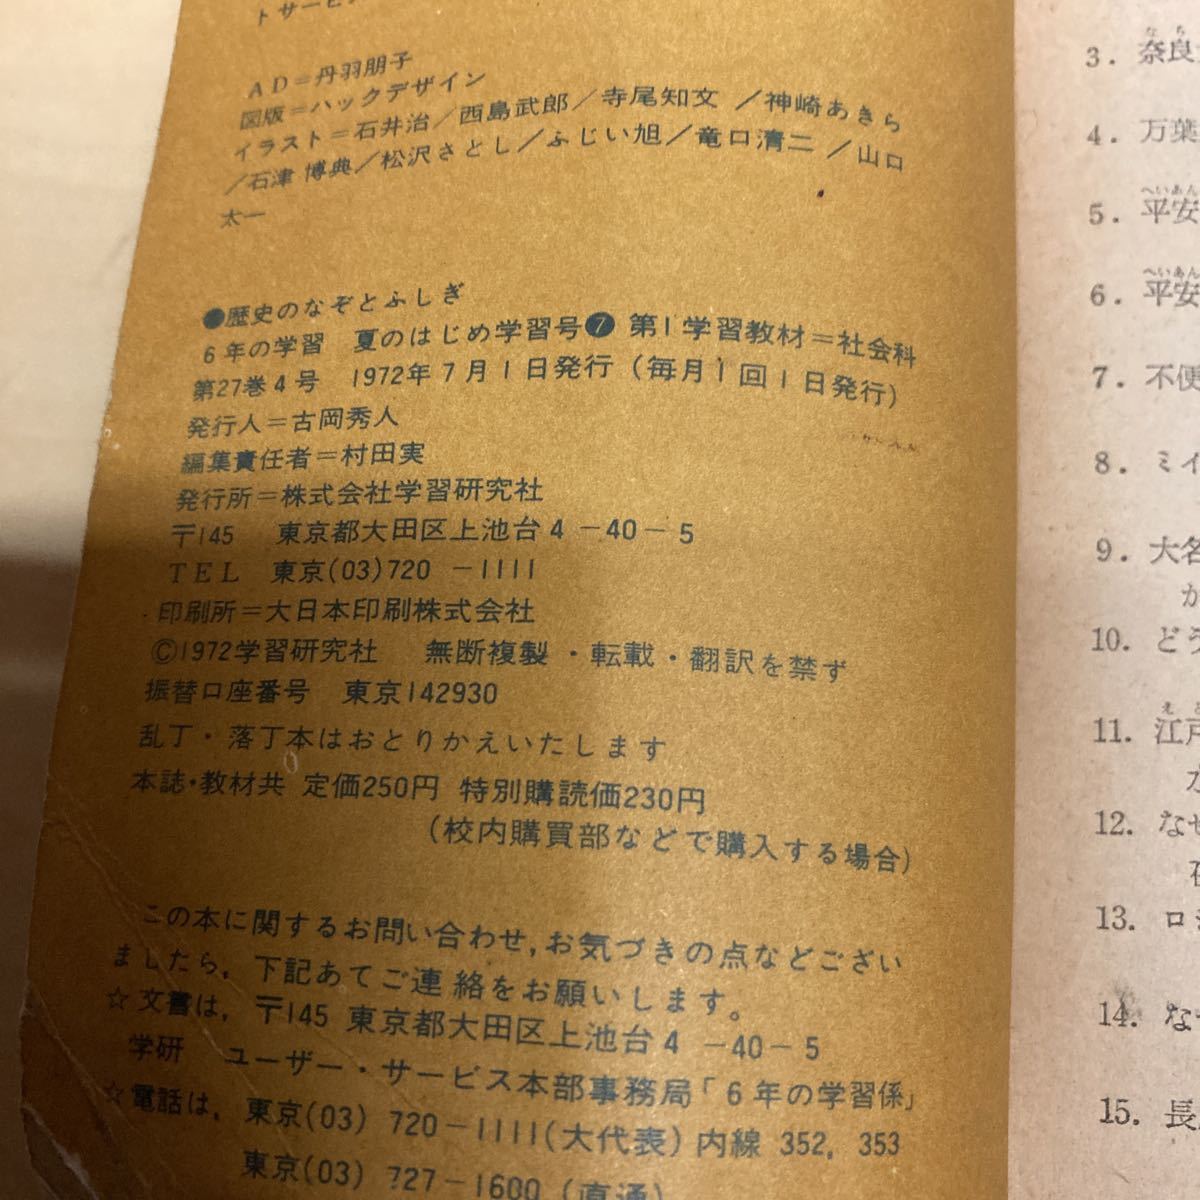 トサービス
AD＝丹羽朋子
図版＝ハックデザイン
イラスト＝石井治／西島武郎／寺尾知文／神崎あきら
／石津 博典／松沢さとし／ふじい旭／竜口清二／山口
太一
●歴史のなぞとふしぎ
6年の学習 夏のはじめ学習号❼ 第1学習教材＝社会科
第27巻4号 1972年7月1日発行（毎月1回1日発行）
発行人＝古岡秀人
編集責任者＝村田実
発行所＝株式会社学習研究社
〒145 東京都大田区上池台4-40-5
TEL 東京(03)720-1111
印刷所＝大日本印刷株式会社
©1972学習研究社 無断複製・転載・翻訳を禁ず
振替口座番号 東京142930
乱丁・落丁本はおとりかえいたします
本誌・教材共 定価250円 特別購読価230円
（校内購買部などで購入する場合）
この本に関するお問い合わせ，お気づきの点などござい
ましたら，下記あてご連絡をお願いします。
☆文書は，〒145 東京都大田区上池台4-40-5
学研 ユーザー・サービス本部事務局「6年の学習係」
☆電話は，東京(03)720-1111(大代表)内線352，353
東京(03)727-1600（直通）
3. 奈良
4. 万葉
5. 平安
6. 平安
7. 不便
8. ミイ
9. 大名
か
10. どう
11. 江戸
水
12. なぜ
13. ロシ
14. なぜ
15. 長